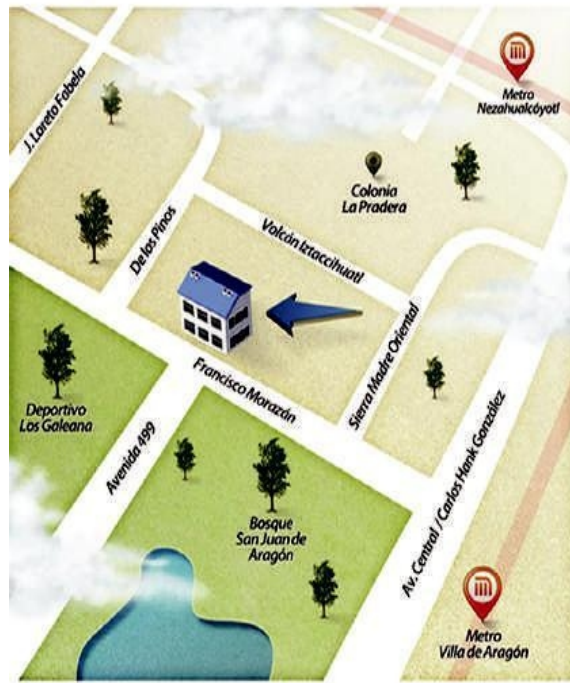 J. Loreto Fabela
Metro
Nezahualcóyotl
Colonia
La Pradera
De los Pinos
Volcán Iztaccihuatl
Sierra Madre Oriental
Francisco Morazán
Deportivo
Los Galeana
Avenida 499
Bosque
San Juan de
Aragón
Av. Central / Carlos Hank González
Metro
Villa de Aragón